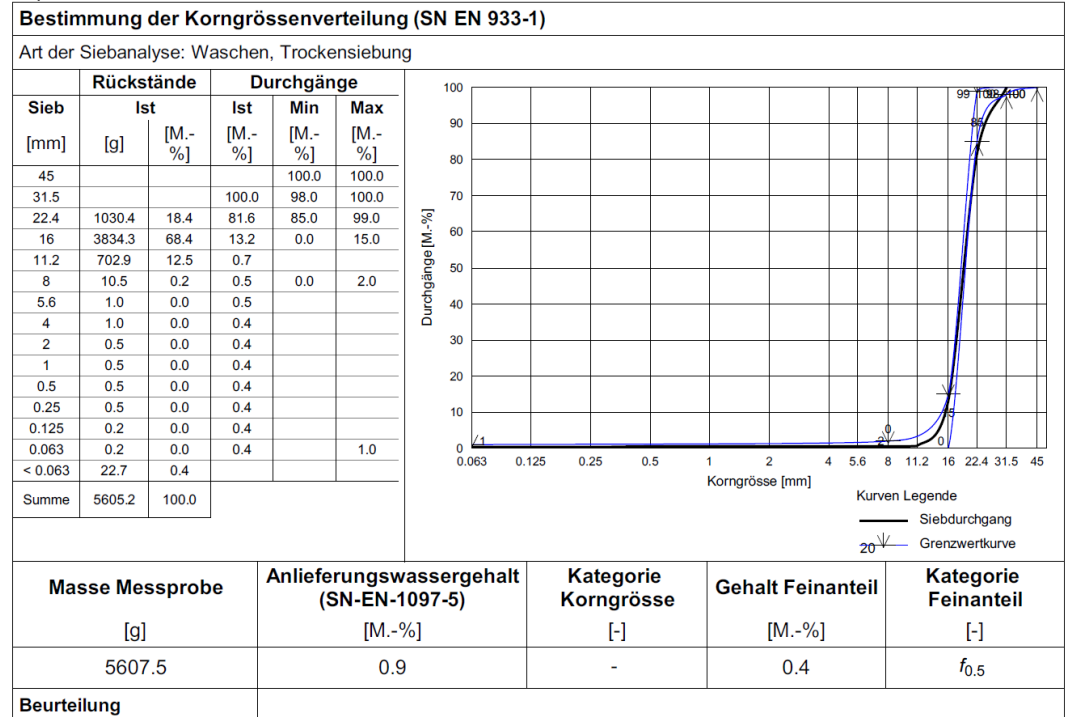 Bestimmung der Korngrössenverteilung (SN EN 933-1)
Art der Siebanalyse: Waschen, Trockensiebung
Rückstände Durchgänge
Sieb Ist Ist Min Max
[mm] [g] [M.-%] [M.-%] [M.-%] [M.-%]
45 100.0 100.0
31.5 100.0 98.0 100.0
22.4 1030.4 18.4 81.6 85.0 99.0
16 3834.3 68.4 13.2 0.0 15.0
11.2 702.9 12.5 0.7
8 10.5 0.2 0.5 0.0 2.0
5.6 1.0 0.0 0.5
4 1.0 0.0 0.4
2 0.5 0.0 0.4
1 0.5 0.0 0.4
0.5 0.5 0.0 0.4
0.25 0.5 0.0 0.4
0.125 0.2 0.0 0.4
0.063 0.2 0.0 0.4 1.0
< 0.063 22.7 0.4
Summe 5605.2 100.0
Durchgänge [M.-%]
100
90
80
70
60
50
40
30
20
10
0
99
85
1
0
0
0.063 0.125 0.25 0.5 1 2 4 5.6 8 11.2 16 22.4 31.5 45
Korngrösse [mm]
Kurven Legende
Siebdurchgang
20 Grenzwertkurve
Masse Messprobe Anlieferungswassergehalt (SN-EN-1097-5) Kategorie Korngrösse Gehalt Feinanteil Kategorie Feinanteil
[g] [M.-%] [-] [M.-%] [-]
5607.5 0.9 - 0.4 f0.5
Beurteilung